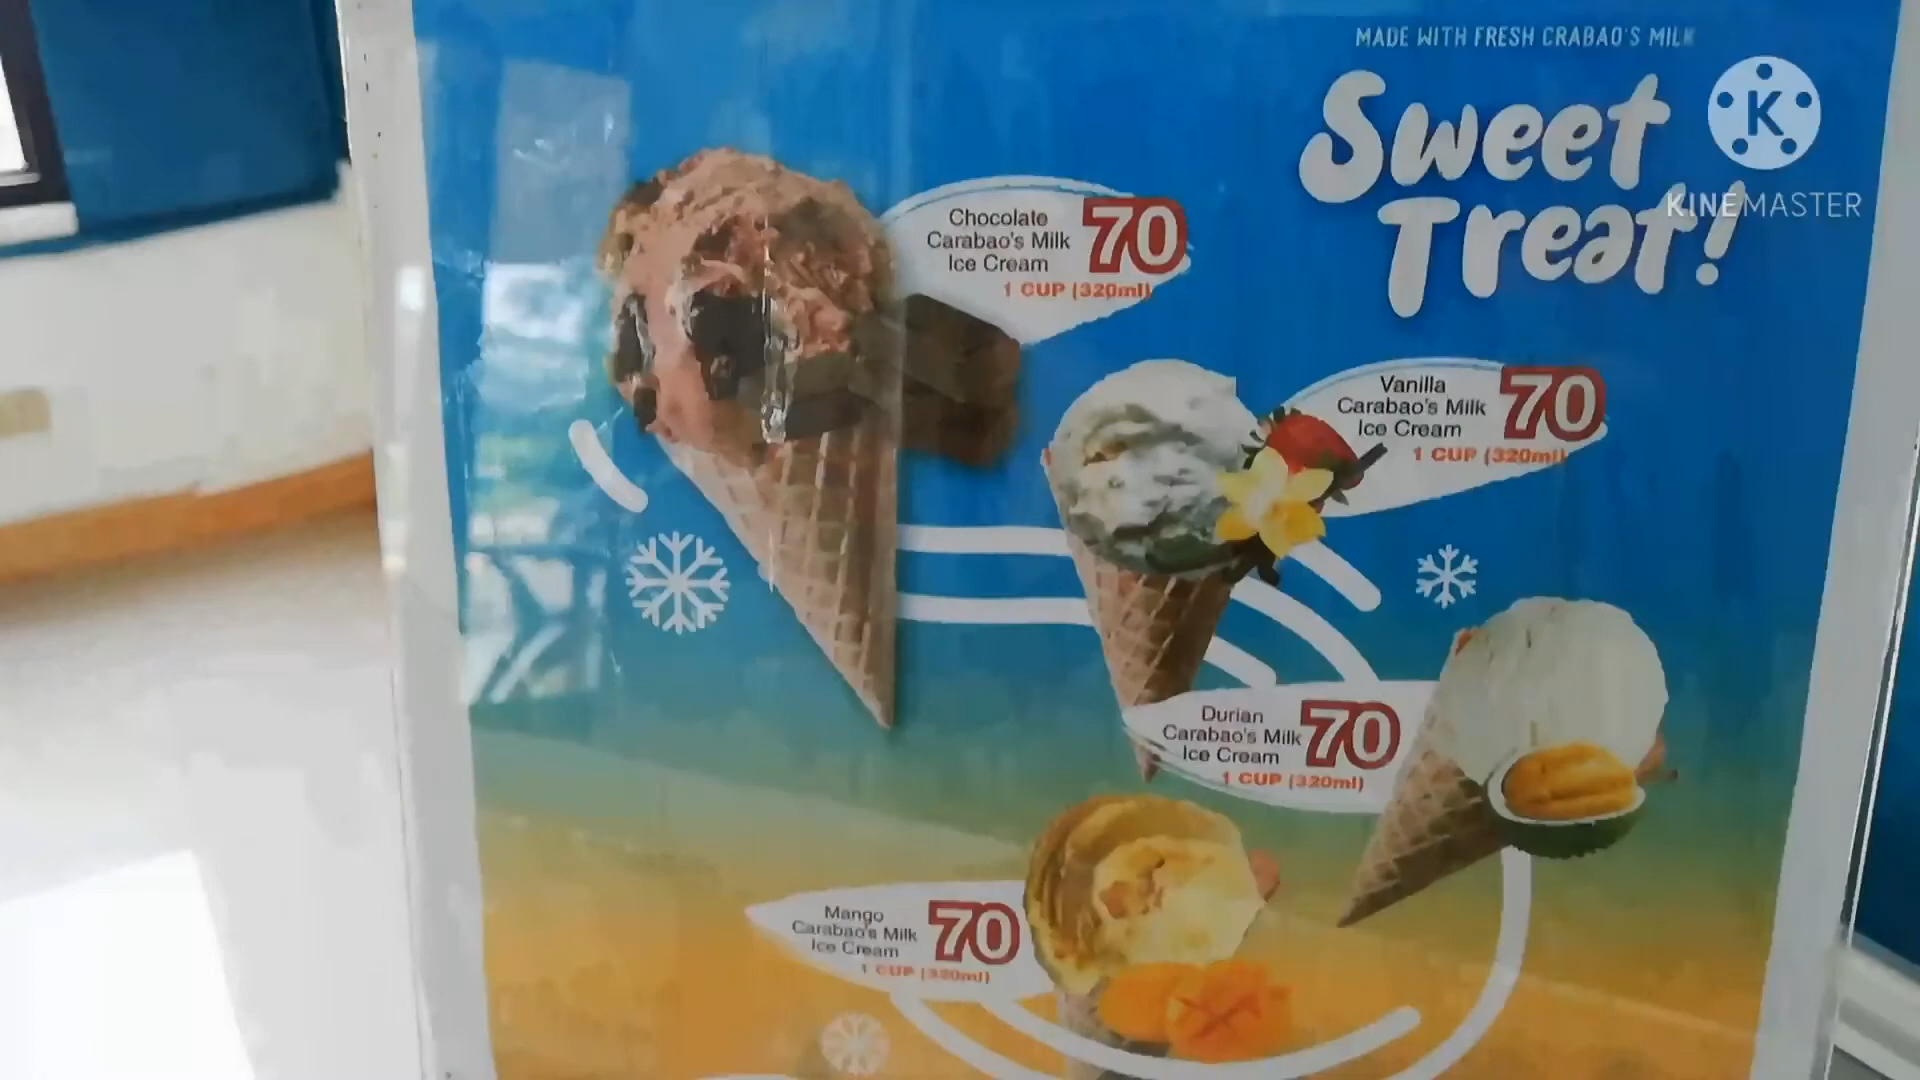 MADE WITH FRESH CRABAO'S MILK
Sweet
Treat!
K
KINEMASTER
Chocolate
Carabao's Milk
Ice Cream
70
1 CUP (320ml)
Vanilla
Carabao's Milk
Ice Cream
70
1 CUP (320ml)
Durian
Carabao's Milk
Ice Cream
70
1 CUP (320ml)
Mango
Carabao's Milk
Ice Cream
70
1 CUP (320ml)